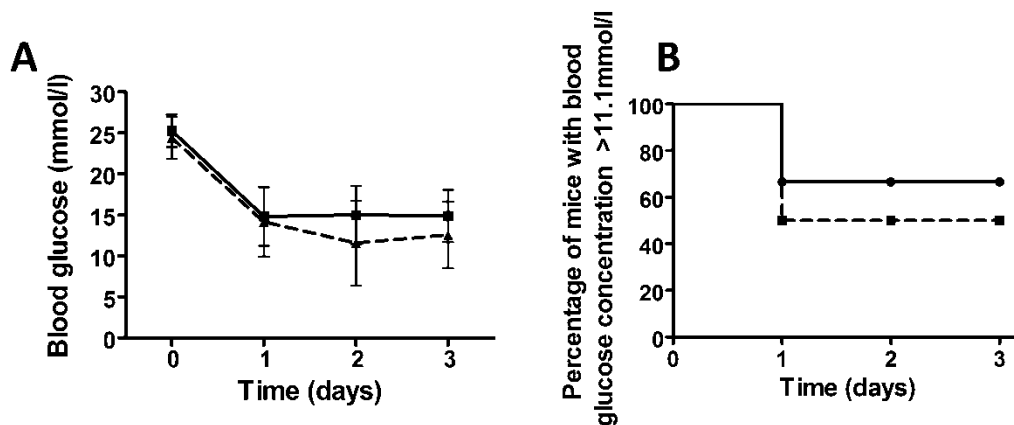 A
Blood glucose (mmol/l)
30
25
20
15
10
5
0
0 1 2 3
Time (days)
B
Percentage of mice with blood
glucose concentration >11.1mmol/l
100
80
60
40
20
0
0 1 2 3
Time (days)